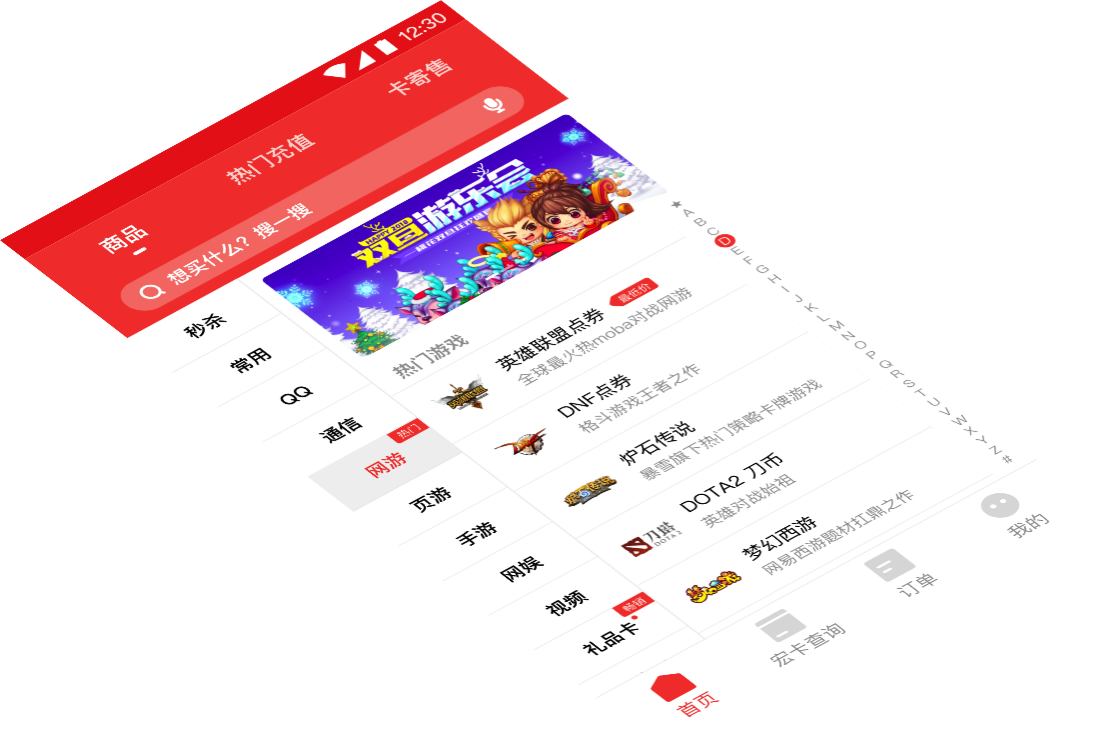 12:30
商品
热门充值
卡寄售
想买什么？搜一搜
HAPPY 2019
双旦游乐会
秒杀
常用
QQ
通信
热门
网游
页游
手游
网娱
视频
畅销
礼品卡
热门游戏
英雄联盟点券
最低价
全球最火热moba对战网游
DNF点券
格斗游戏王者之作
炉石传说
暴雪旗下热门策略卡牌游戏
刀塔
DOTA 2
DOTA2 刀币
英雄对战始祖
梦幻西游
网易西游题材扛鼎之作
★
A
B
C
D
E
F
G
H
I
J
K
L
M
N
O
P
Q
R
S
T
U
V
W
X
Y
Z
#
首页
宏卡查询
订单
我的